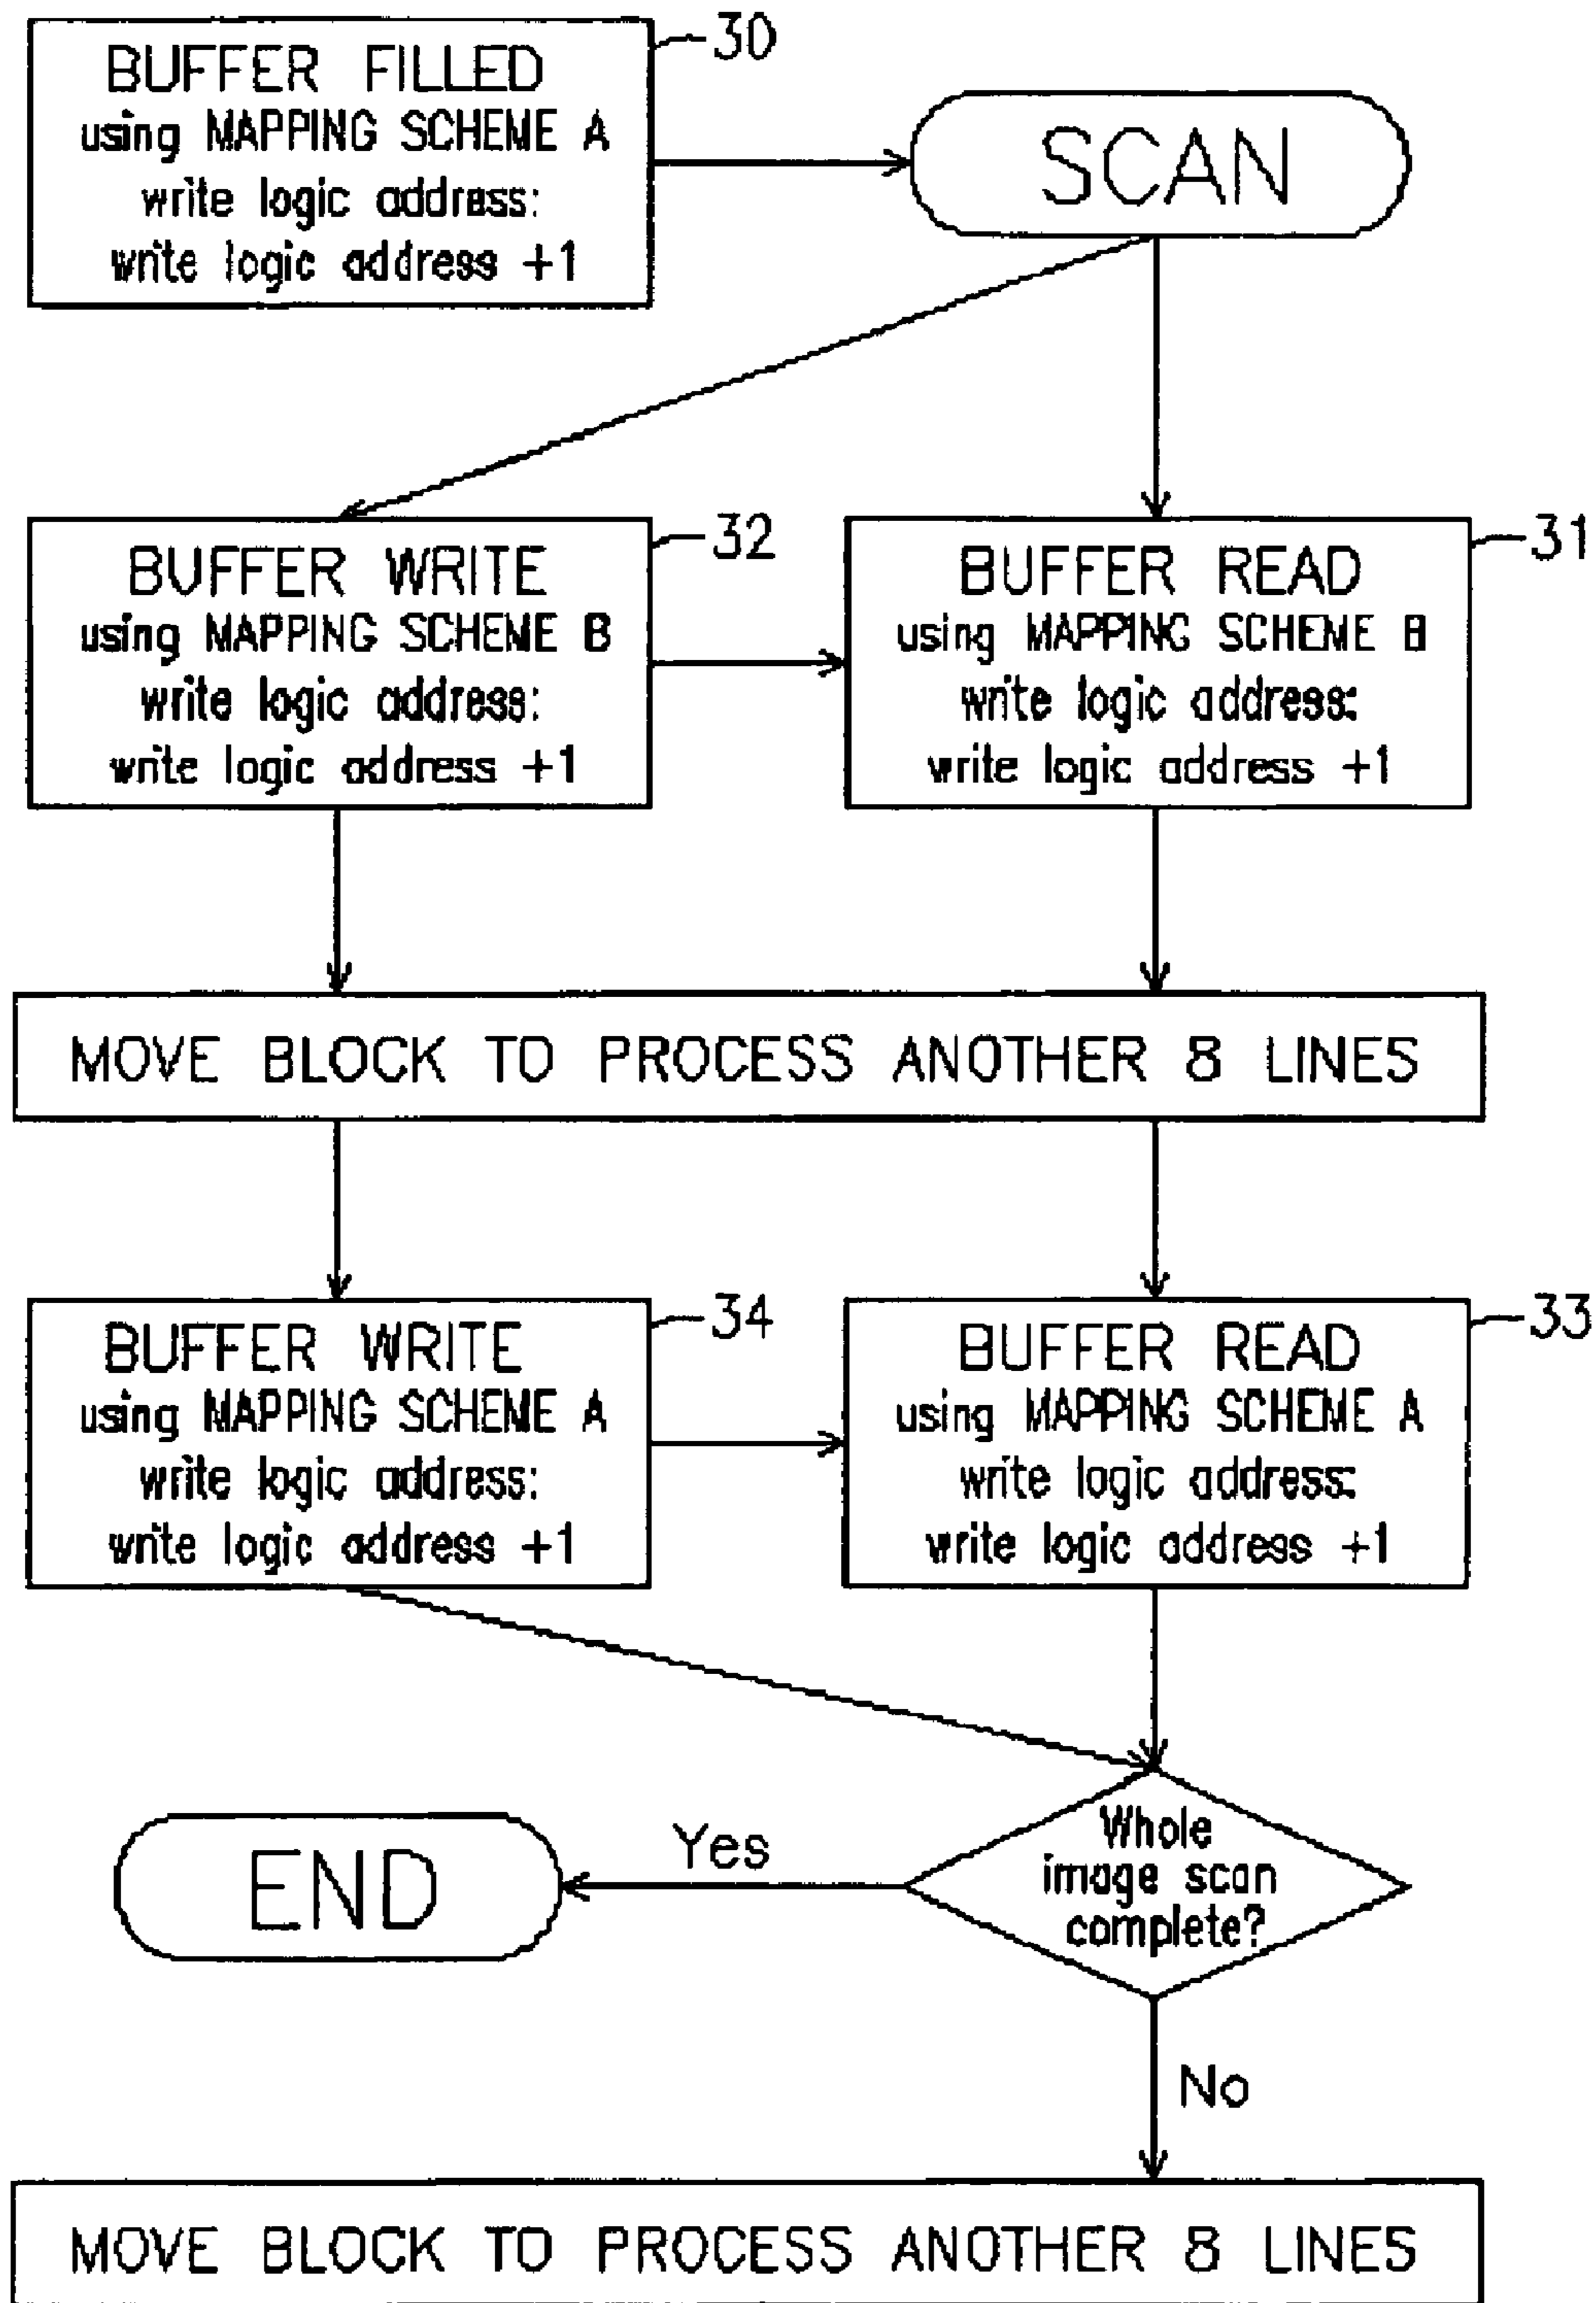 BUFFER FILLED
using MAPPING SCHEME A
write logic address:
write logic address +1
30
SCAN
BUFFER WRITE
using MAPPING SCHEME B
write logic address:
write logic address +1
32
BUFFER READ
using MAPPING SCHEME B
write logic address:
write logic address +1
31
MOVE BLOCK TO PROCESS ANOTHER 8 LINES
BUFFER WRITE
using MAPPING SCHEME A
write logic address:
write logic address +1
34
BUFFER READ
using MAPPING SCHEME A
write logic address:
write logic address +1
33
Whole
image scan
complete?
Yes
END
No
MOVE BLOCK TO PROCESS ANOTHER 8 LINES